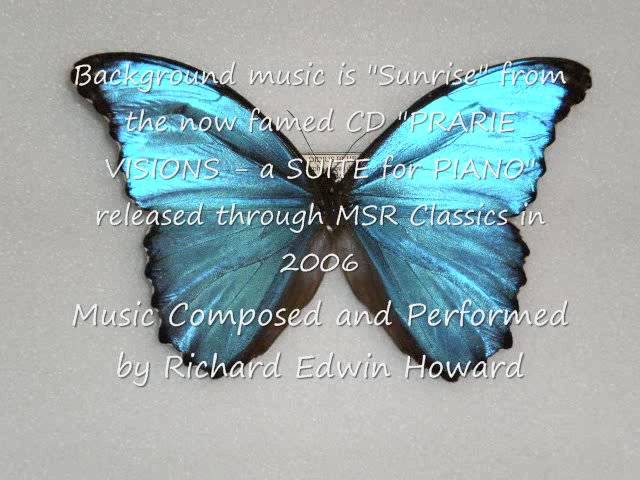 Background music is "Sunrise" from
the now famed CD "PRARIE
VISIONS - a SUITE for PIANO"
released through MSR Classics in
2006
Music Composed and Performed
by Richard Edwin Howard